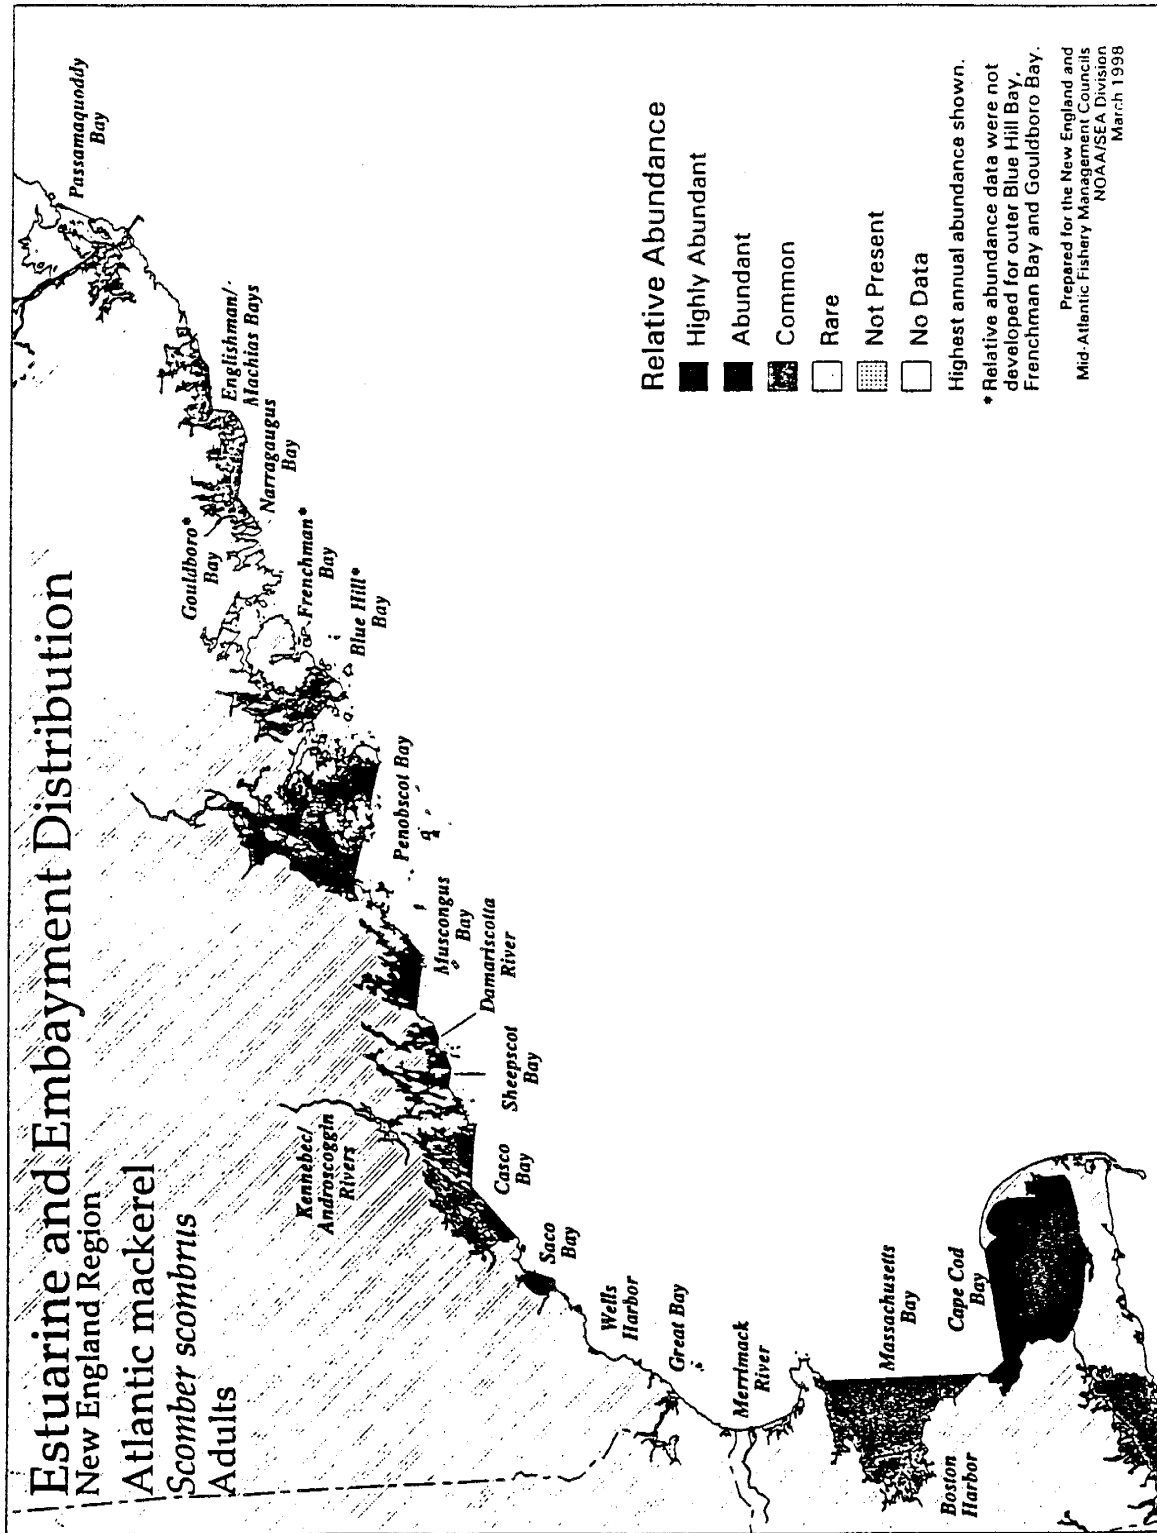 Estuarine and Embayment Distribution
New England Region
Atlantic mackerel
Scomber scombrus
Adults
Passamaquoddy
Bay
Englishman/
Machias Bays
Narragaugus
Bay
Gouldboro*
Bay
Frenchman*
Bay
Blue Hill*
Bay
Penobscot Bay
Muscongus
Bay
Damariscotta
River
Sheepscot
Bay
Kennebec/
Androscoggin
Rivers
Casco
Bay
Saco
Bay
Wells
Harbor
Great Bay
Merrimack
River
Massachusetts
Bay
Cape Cod
Bay
Boston
Harbor
Relative Abundance
Highly Abundant
Abundant
Common
Rare
Not Present
No Data
Highest annual abundance shown.
* Relative abundance data were not
developed for outer Blue Hill Bay,
Frenchman Bay and Gouldboro Bay.
Prepared for the New England and
Mid-Atlantic Fishery Management Councils
NOAA/SEA Division
March 1998